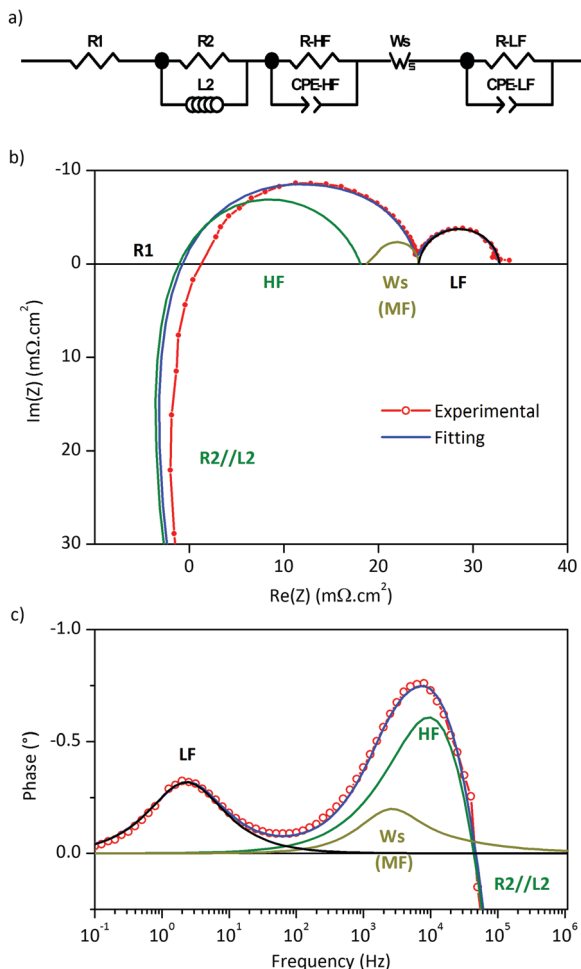 a)
R1
R2
R-HF
Ws
R-LF
L2
CPE-HF
s
CPE-LF
b)
-10
R1
0
HF
Ws
(MF)
LF
10
Im(Z) (mΩ.cm²)
Experimental
Fitting
20
R2//L2
30
0 10 20 30 40
Re(Z) (mΩ.cm²)
c)
-1.0
HF
-0.5
LF
Phase (°)
Ws
(MF)
0.0
R2//L2
10⁻¹ 10⁰ 10¹ 10² 10³ 10⁴ 10⁵ 10⁶
Frequency (Hz)